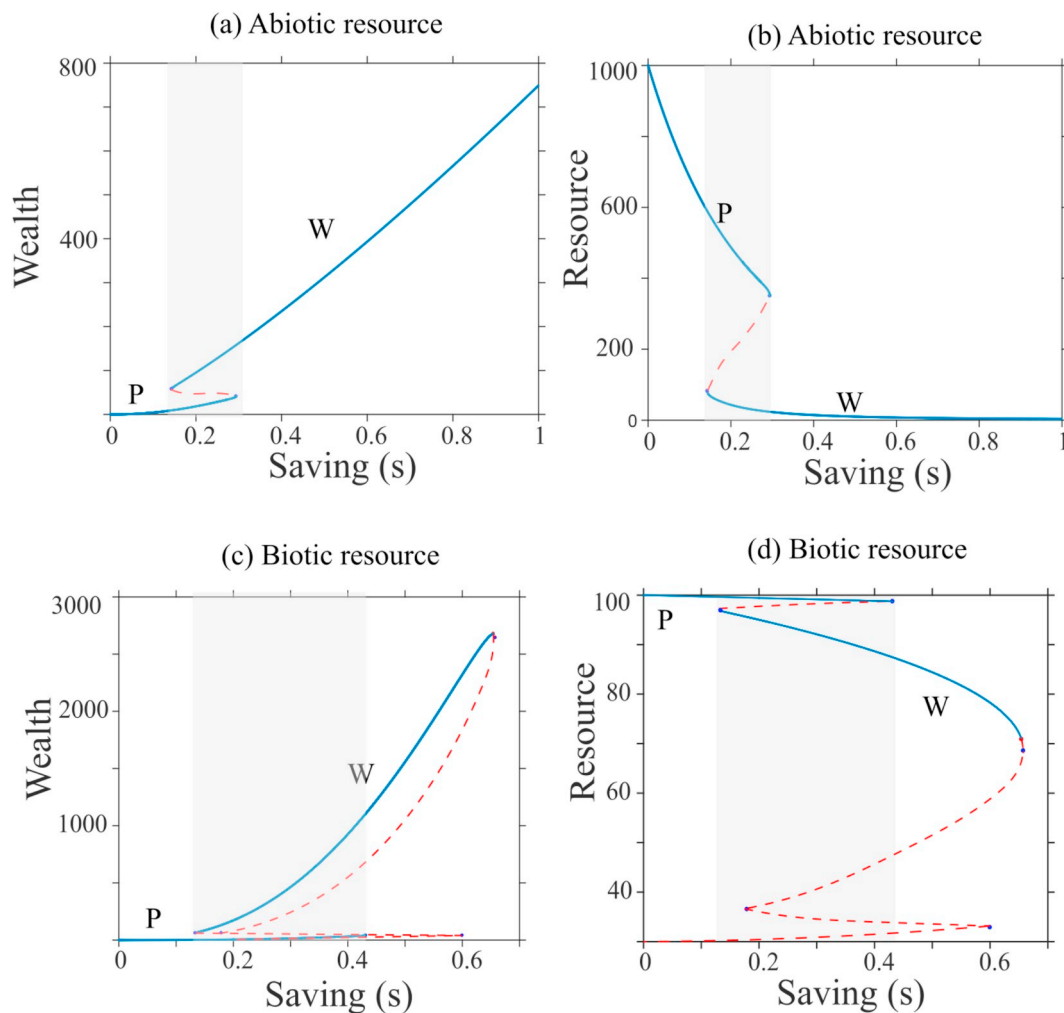 (a) Abiotic resource
800
400
Wealth
P
W
0
0.2
0.4
0.6
0.8
1
Saving (s)
(b) Abiotic resource
1000
600
200
0
Resource
P
W
0
0.2
0.4
0.6
0.8
1
Saving (s)
(c) Biotic resource
3000
2000
1000
0
Wealth
P
W
0
0.2
0.4
0.6
Saving (s)
(d) Biotic resource
100
80
60
40
Resource
P
W
0
0.2
0.4
0.6
Saving (s)